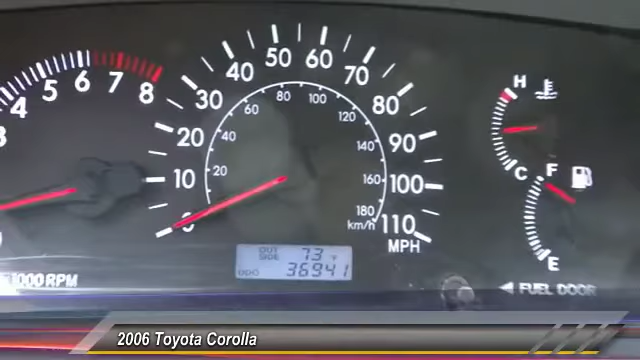 3 4 5 6 7 8
x1000 RPM
0 10 20 30 40 50 60 70 80 90 100 110
MPH
20 40 60 80 100 120 140 160 180
km/h
H
C
F
E
OUT SIDE 73 °F
ODO 36941
◀ FUEL DOOR
2006 Toyota Corolla